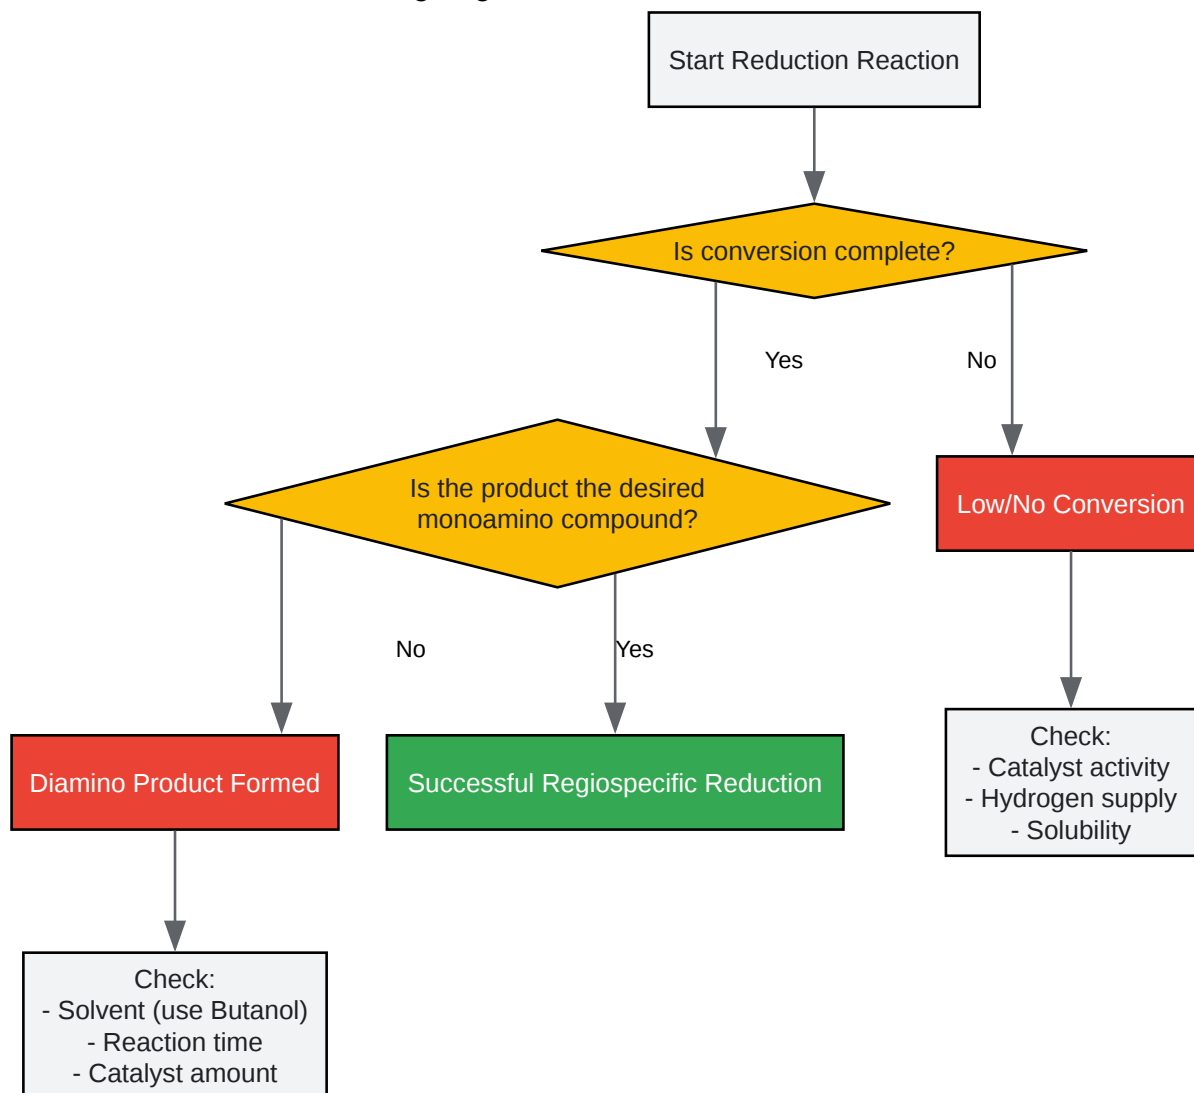 Start Reduction Reaction
Is conversion complete?
Yes
No
Is the product the desired
monoamino compound?
Low/No Conversion
No
Yes
Check:
- Catalyst activity
- Hydrogen supply
- Solubility
Diamino Product Formed
Successful Regiospecific Reduction
Check:
- Solvent (use Butanol)
- Reaction time
- Catalyst amount